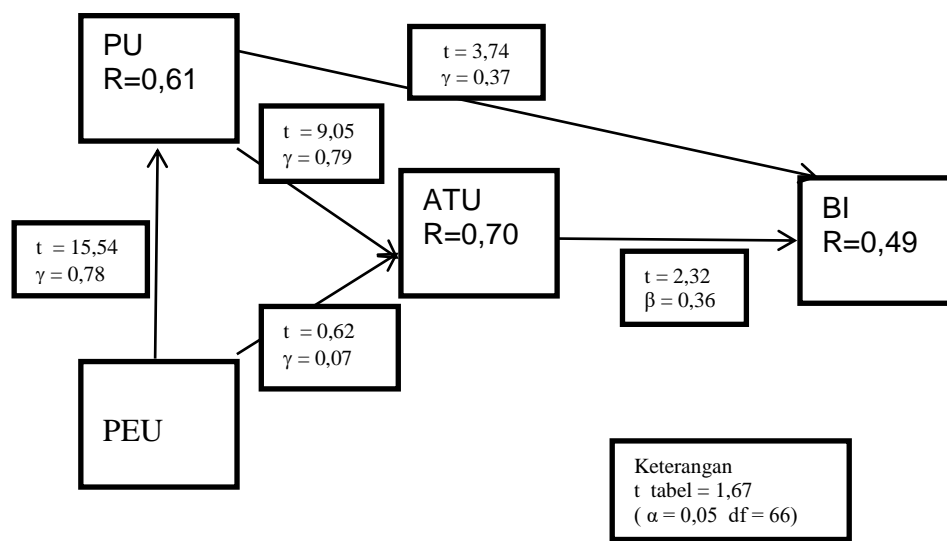 PU
R=0,61
t = 3,74
γ = 0,37
t = 9,05
γ = 0,79
ATU
R=0,70
BI
R=0,49
t = 15,54
γ = 0,78
t = 2,32
β = 0,36
t = 0,62
γ = 0,07
PEU
Keterangan
t tabel = 1,67
( α = 0,05 df = 66)